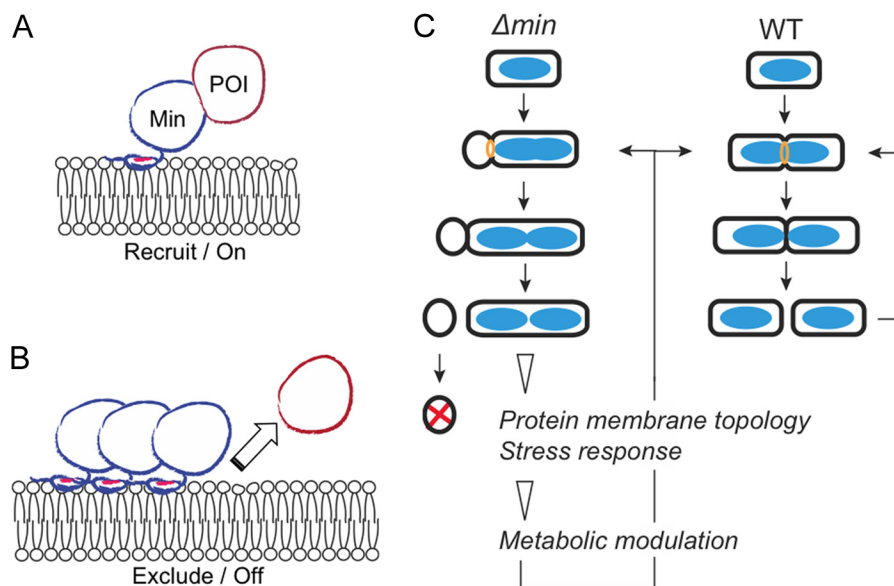 A
Min
POI
Recruit / On
B
Exclude / Off
C
Δmin
WT
Protein membrane topology
Stress response
Metabolic modulation